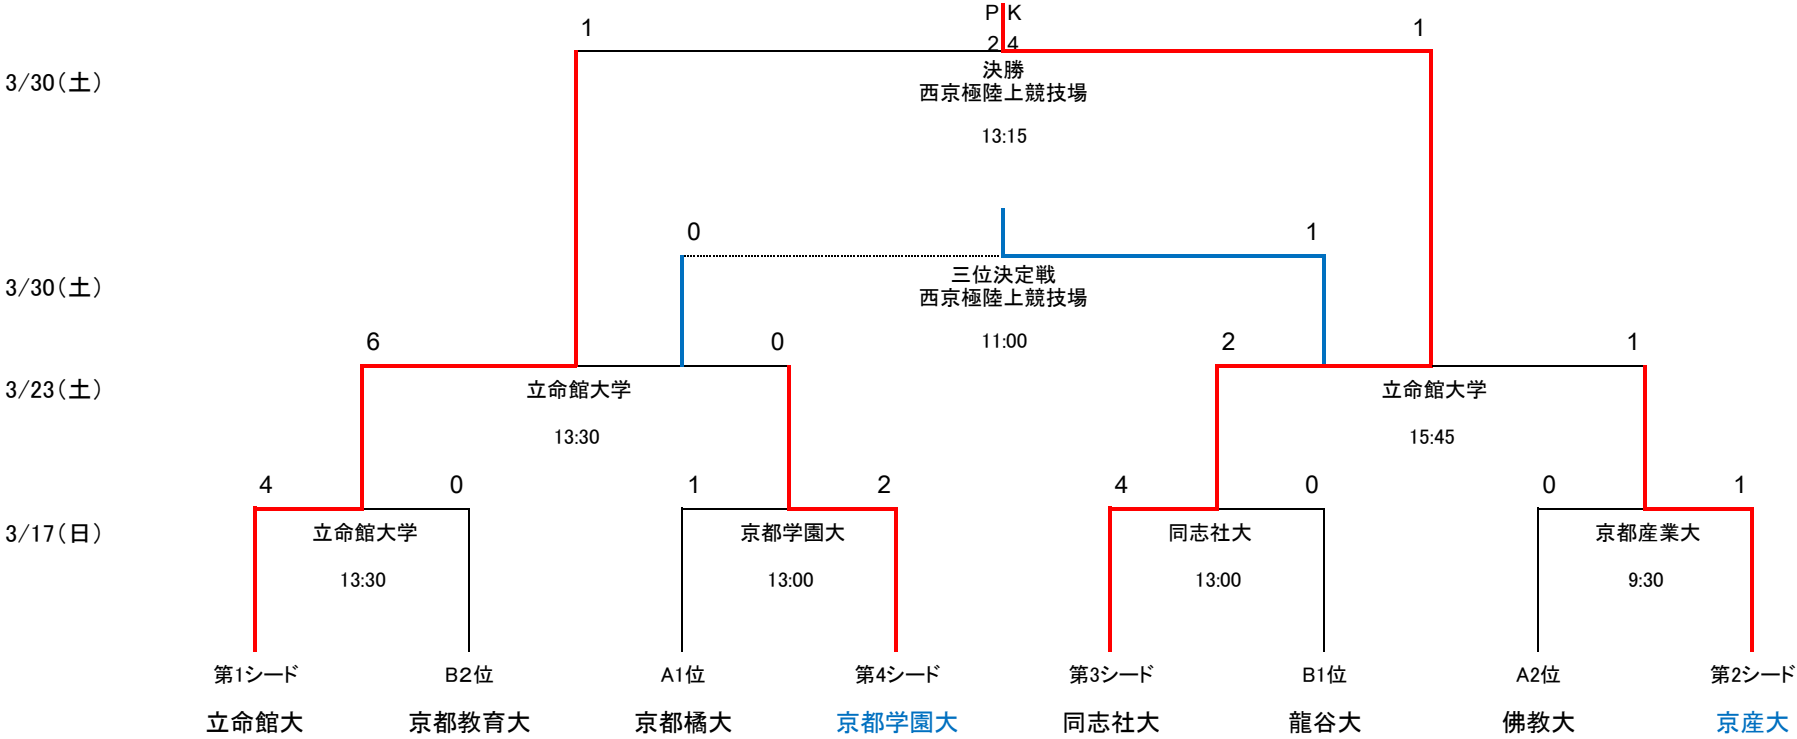 P K
1 1
2 4
3/30(土)
決勝
西京極陸上競技場
13:15
0 1
3/30(土)
三位決定戦
西京極陸上競技場
11:00
6 0 2 1
3/23(土)
立命館大学 立命館大学
13:30 15:45
4 0 1 2 4 0 0 1
3/17(日)
立命館大学 京都学園大 同志社大 京都産業大
13:30 13:00 13:00 9:30
第1シード B2位 A1位 第4シード 第3シード B1位 A2位 第2シード
立命館大 京都教育大 京都橘大 京都学園大 同志社大 龍谷大 佛教大 京産大